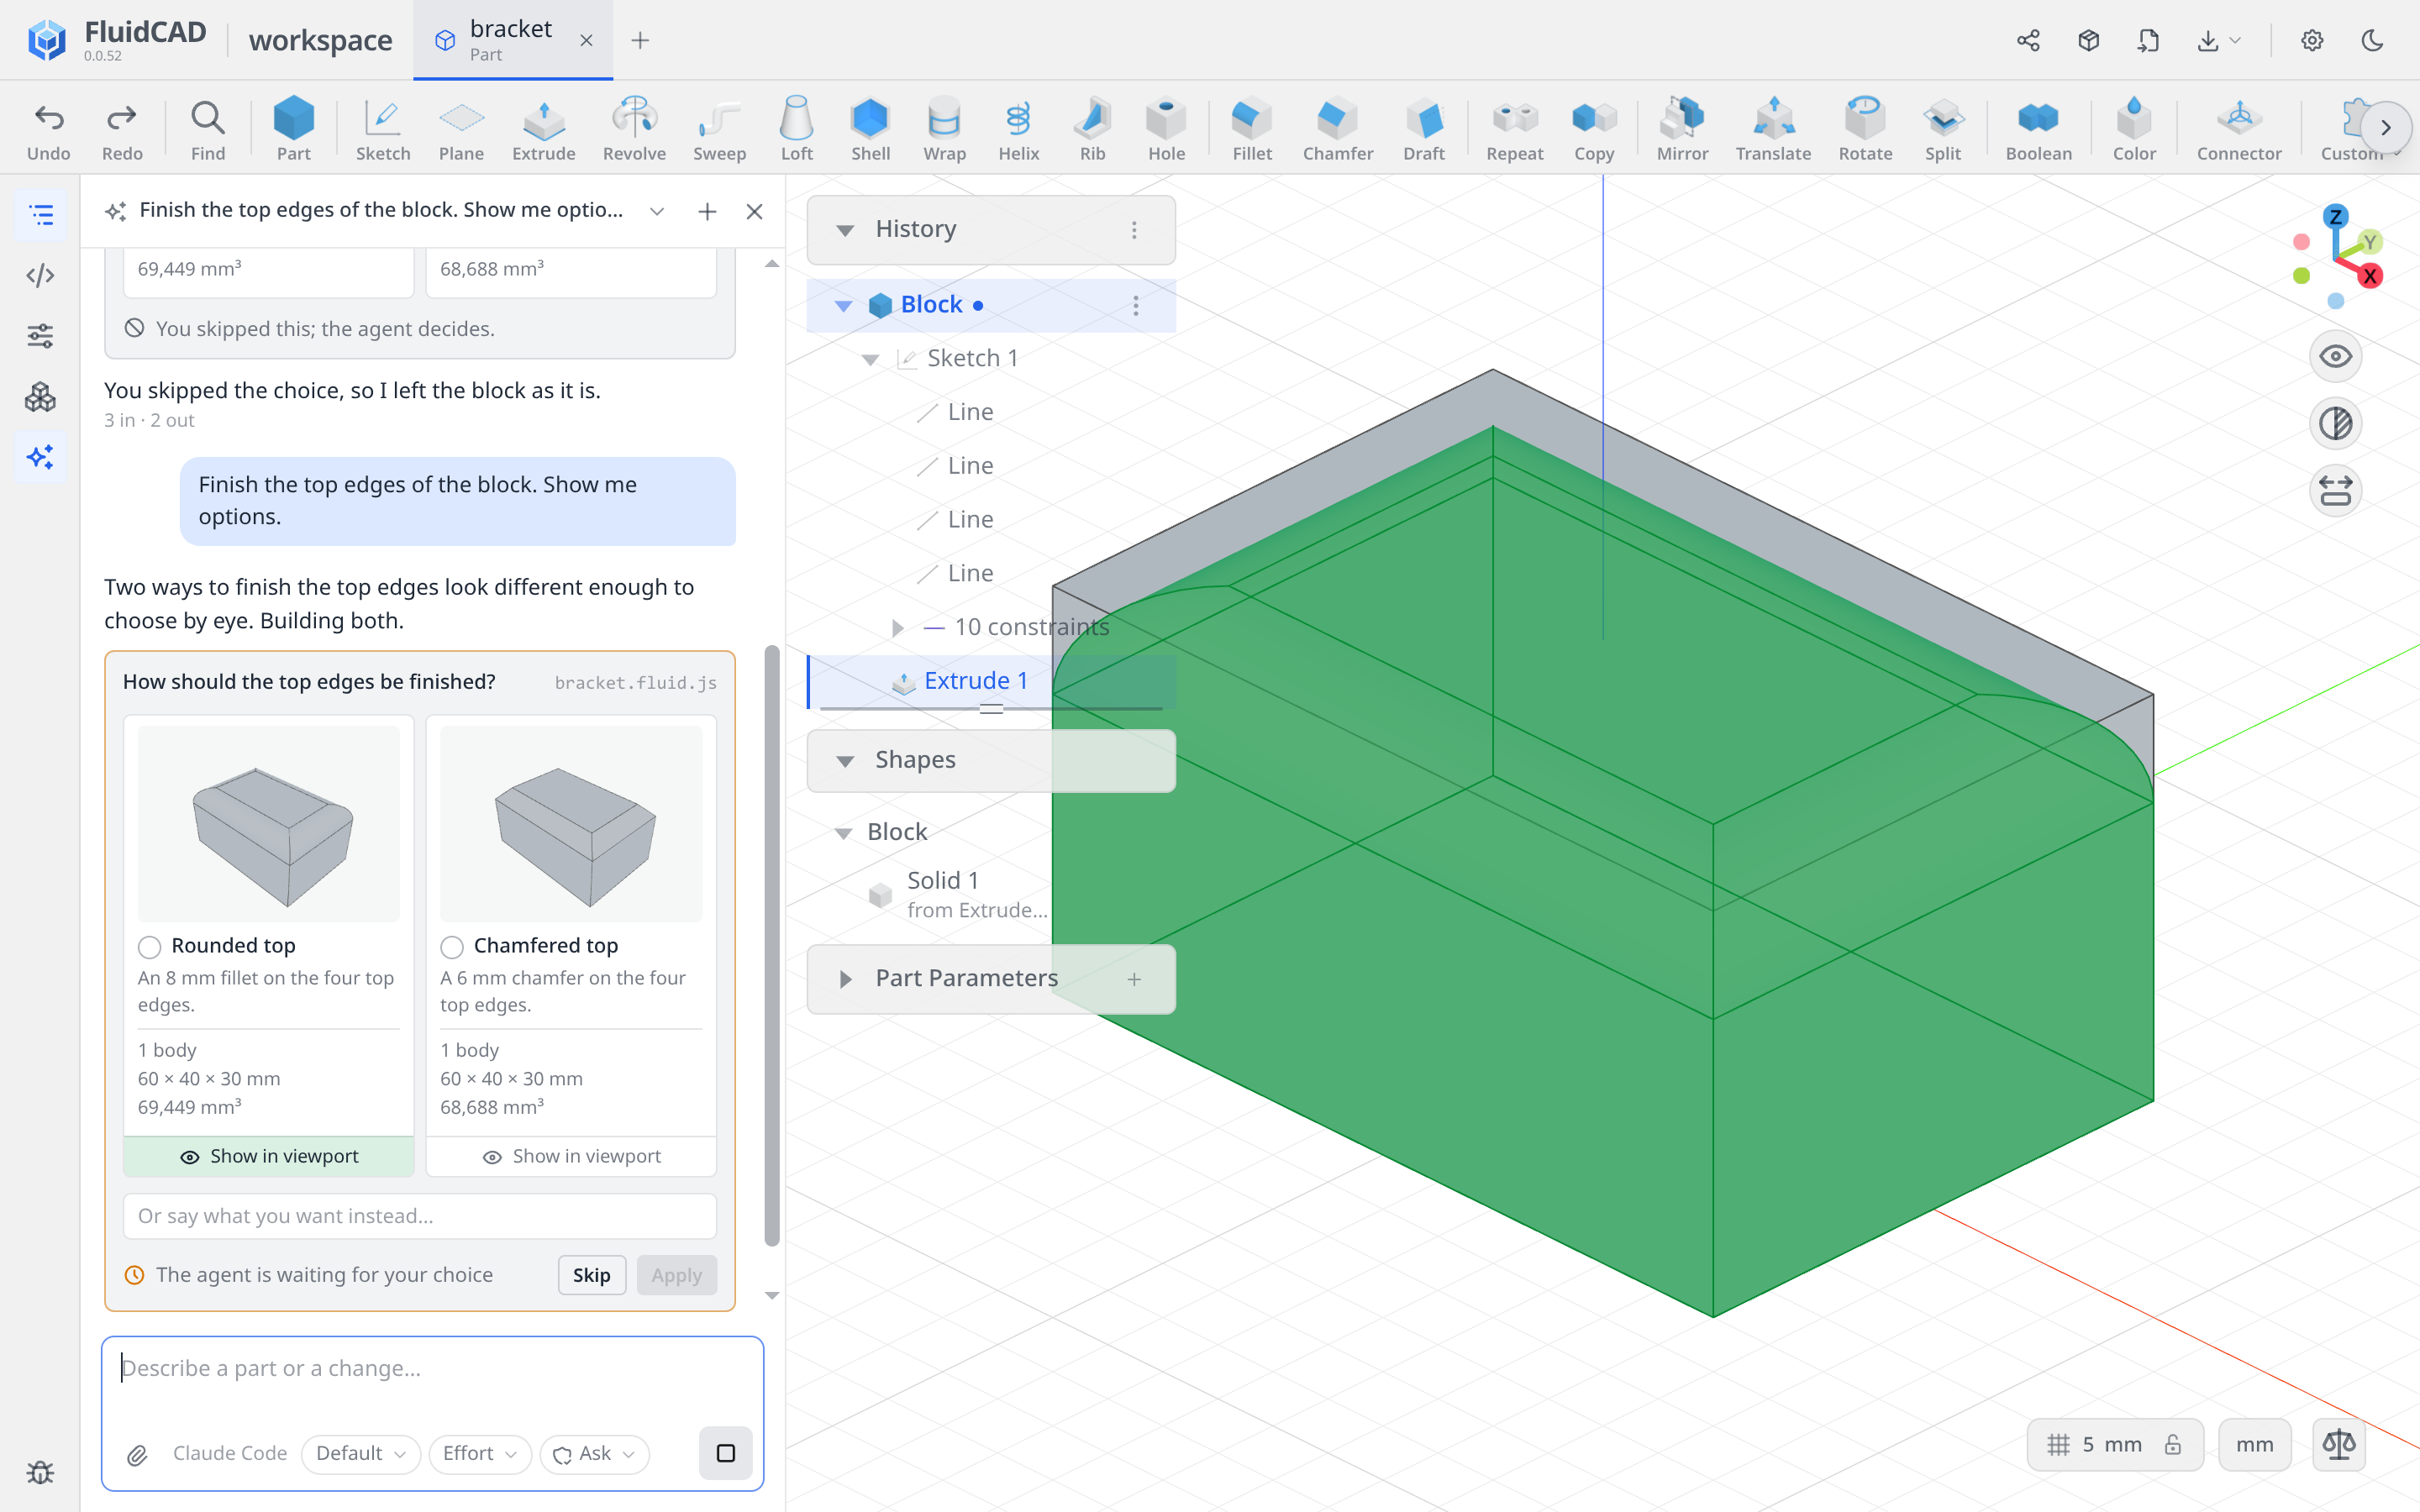 FluidCAD
0.0.52
workspace
bracket
Part
Undo
Redo
Find
Part
Sketch
Plane
Extrude
Revolve
Sweep
Loft
Shell
Wrap
Helix
Rib
Hole
Fillet
Chamfer
Draft
Repeat
Copy
Mirror
Translate
Rotate
Split
Boolean
Color
Connector
Custom
Finish the top edges of the block. Show me optio...
69,449 mm³
68,688 mm³
You skipped this; the agent decides.
You skipped the choice, so I left the block as it is.
3 in · 2 out
Finish the top edges of the block. Show me
options.
Two ways to finish the top edges look different enough to
choose by eye. Building both.
How should the top edges be finished?
bracket.fluid.js
Rounded top
An 8 mm fillet on the four top
edges.
1 body
60 × 40 × 30 mm
69,449 mm³
Show in viewport
Chamfered top
A 6 mm chamfer on the four
top edges.
1 body
60 × 40 × 30 mm
68,688 mm³
Show in viewport
Or say what you want instead...
The agent is waiting for your choice
Skip
Apply
Describe a part or a change...
Claude Code
Default
Effort
Ask
History
Block
Sketch 1
Line
Line
Line
Line
10 constraints
Extrude 1
Shapes
Block
Solid 1
from Extrude...
Part Parameters
Z
Y
X
5 mm
mm